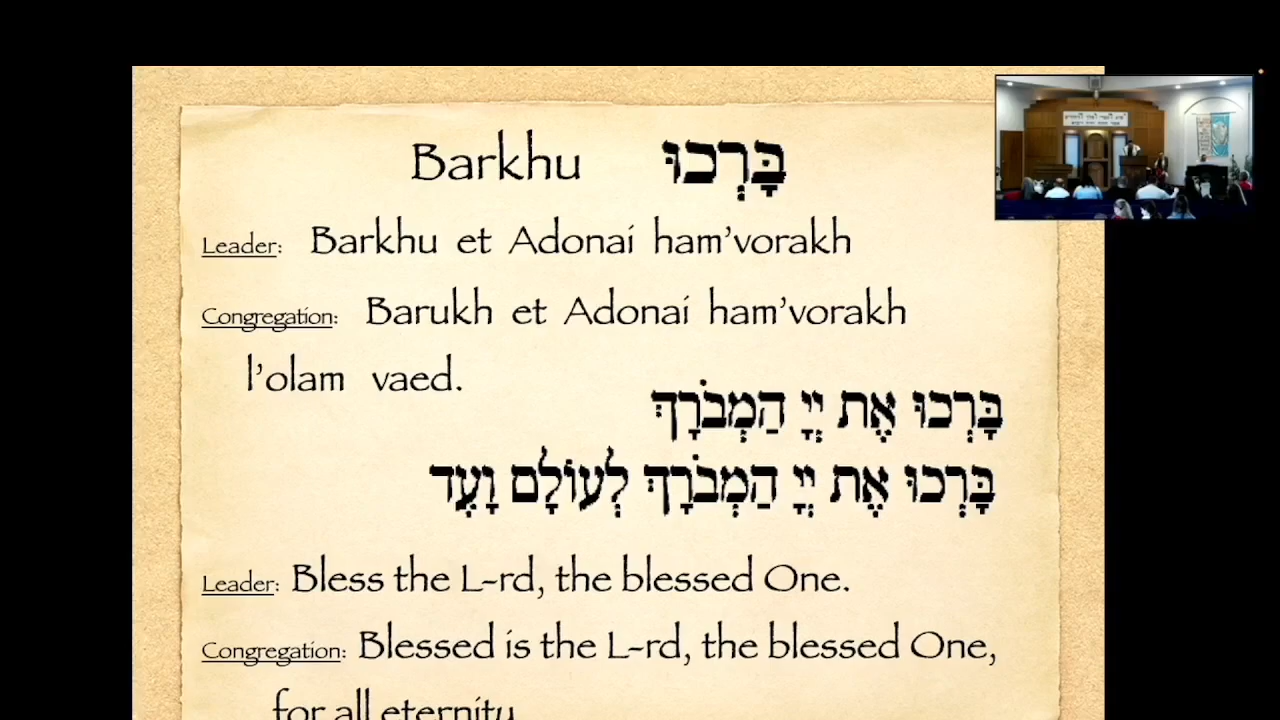 Barkhu בָּרְכוּ
Leader: Barkhu et Adonai ham'vorakh
Congregation: Barukh et Adonai ham'vorakh
l'olam vaed.
בָּרְכוּ אֶת יְיָ הַמְבֹרָךְ
בָּרְכוּ אֶת יְיָ הַמְבֹרָךְ לְעוֹלָם וָעֶד
Leader: Bless the L-rd, the blessed One.
Congregation: Blessed is the L-rd, the blessed One,
for all eternity